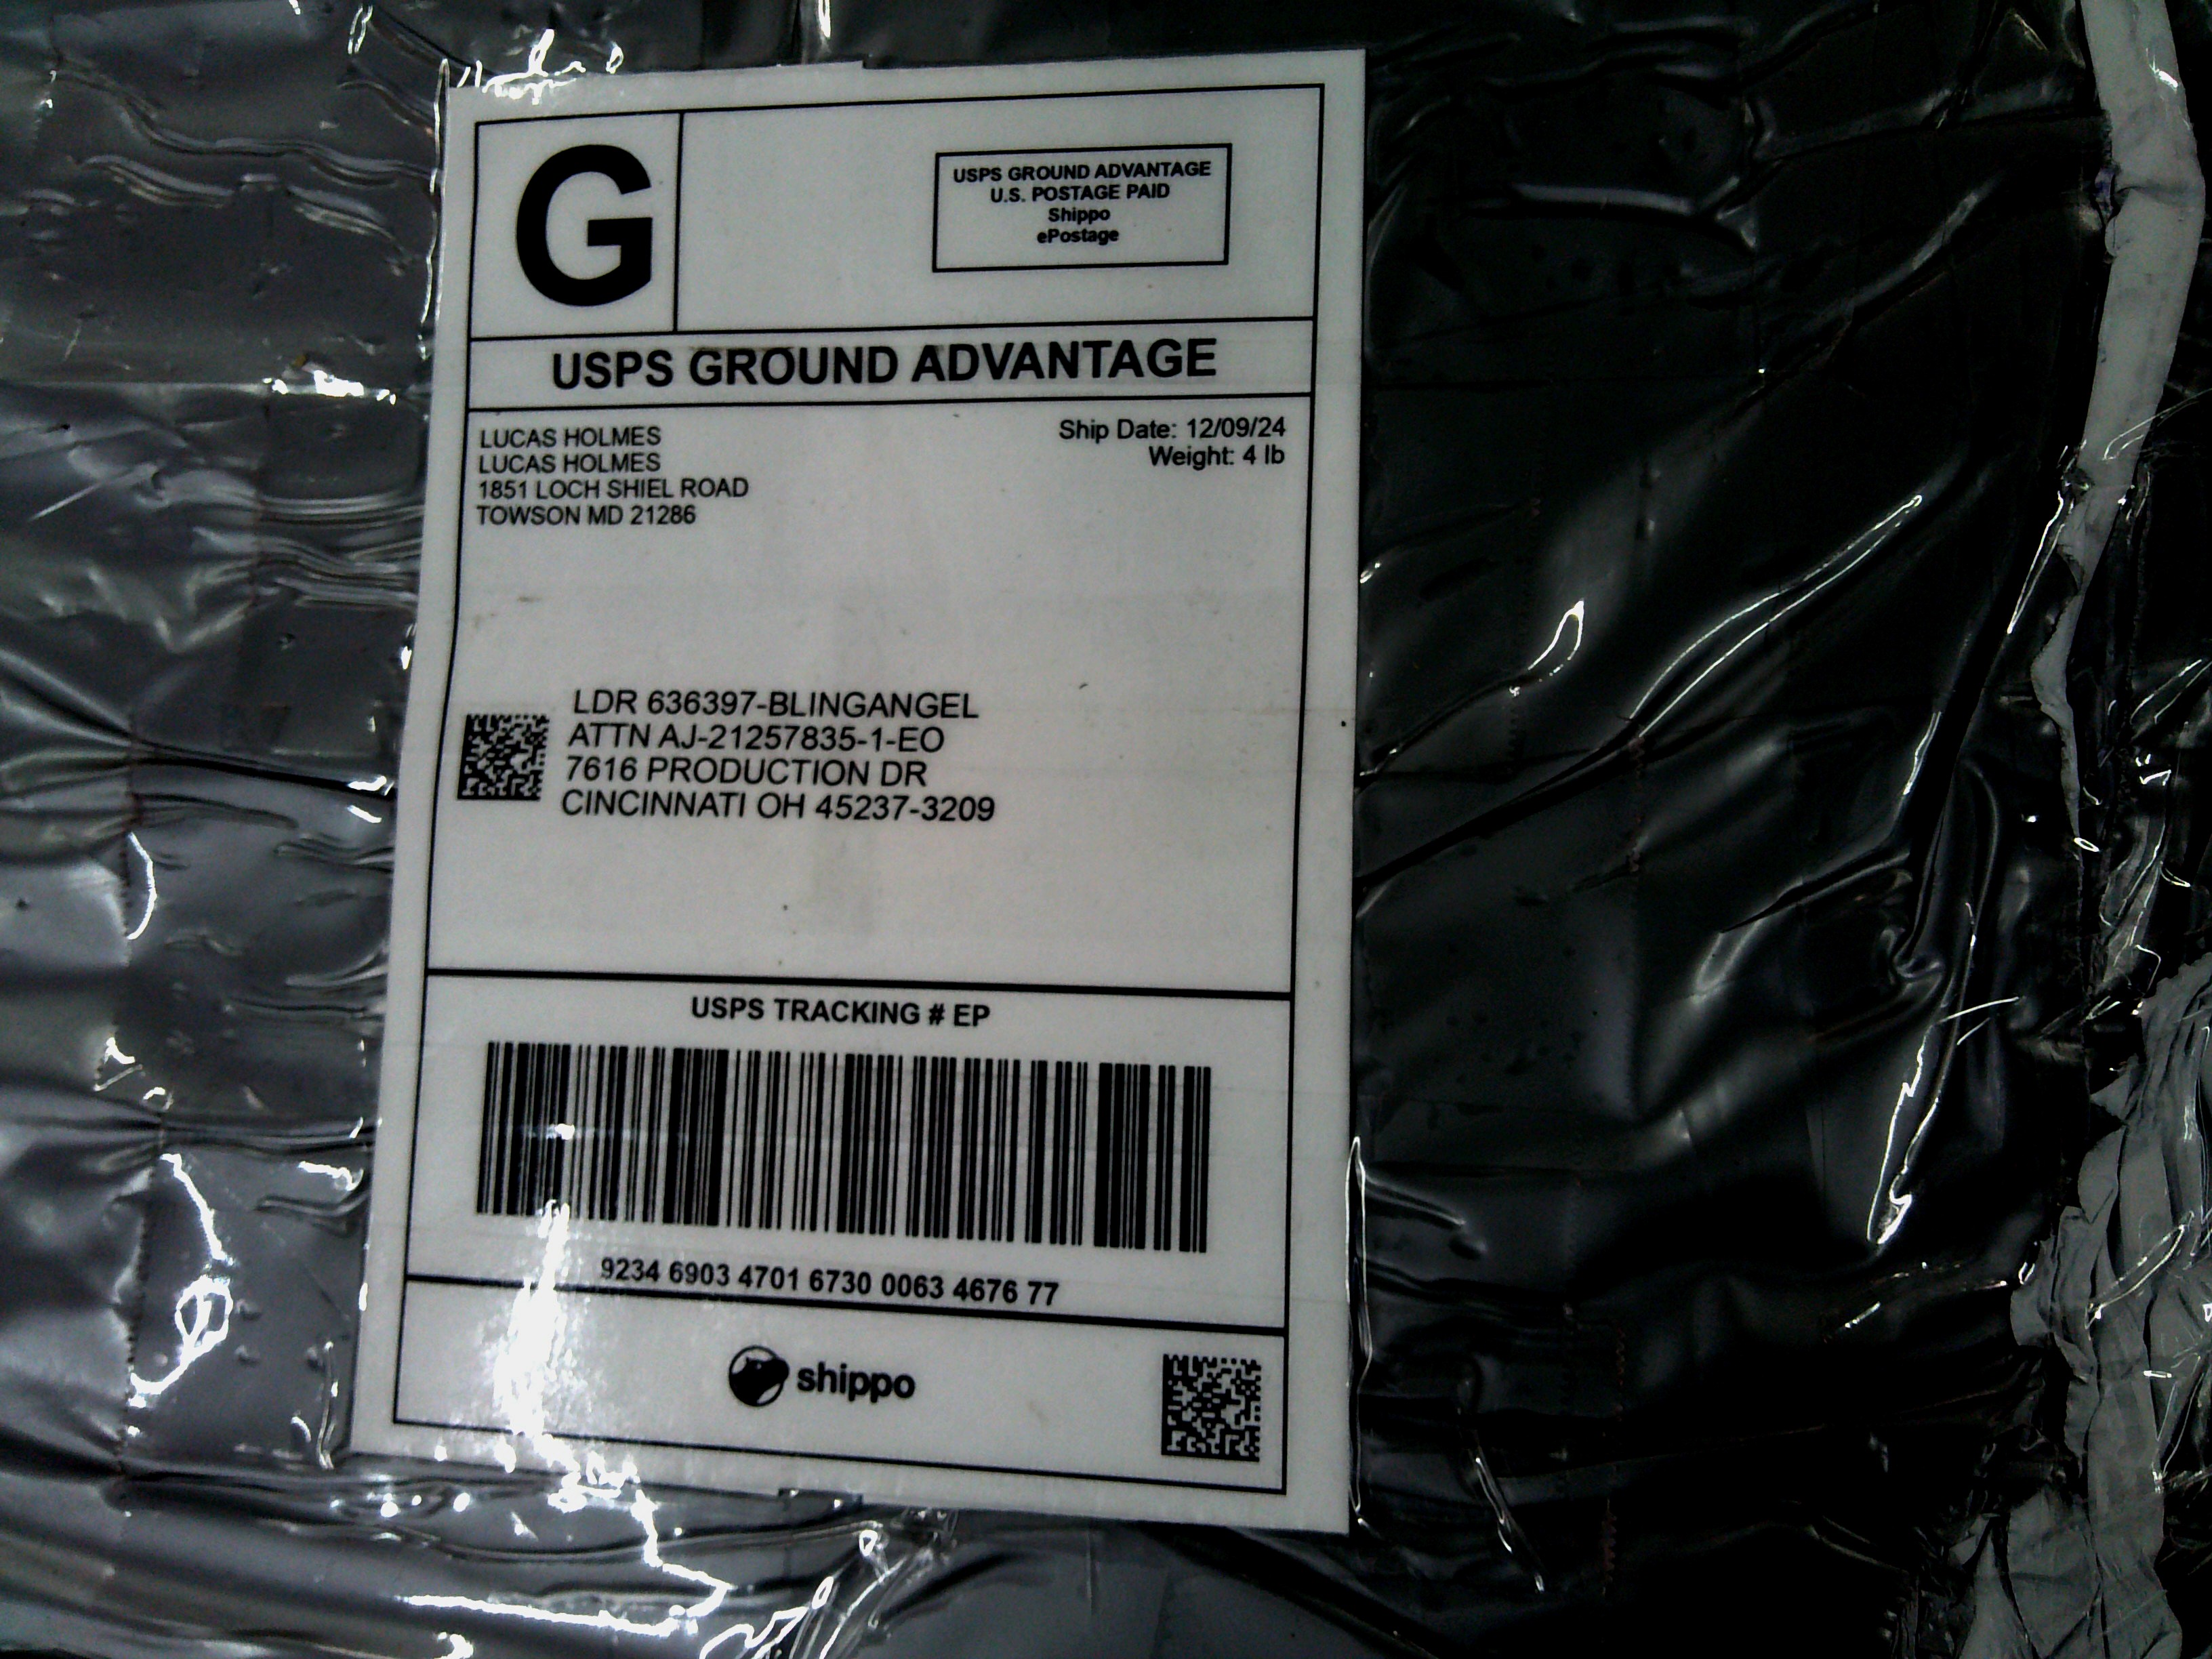 G
USPS GROUND ADVANTAGE
U.S. POSTAGE PAID
Shippo
ePostage
USPS GROUND ADVANTAGE
LUCAS HOLMES
LUCAS HOLMES
1851 LOCH SHIEL ROAD
TOWSON MD 21286
Ship Date: 12/09/24
Weight: 4 lb
LDR 636397-BLINGANGEL
ATTN AJ-21257835-1-EO
7616 PRODUCTION DR
CINCINNATI OH 45237-3209
USPS TRACKING # EP
9234 6903 4701 6730 0063 4676 77
shippo